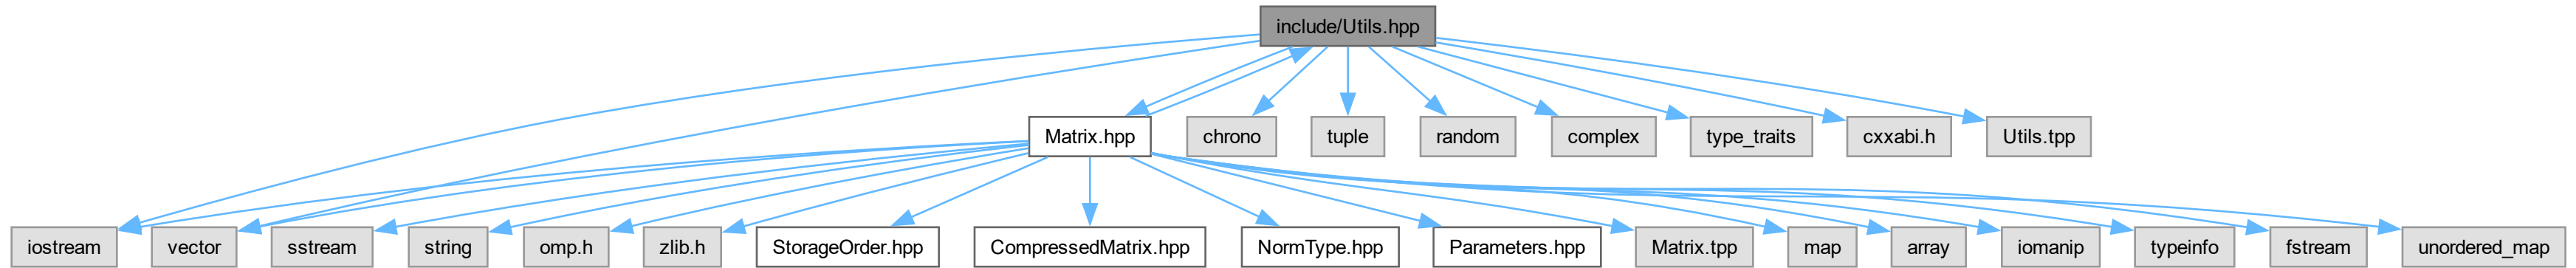 include/Utils.hpp
Matrix.hpp
chrono
tuple
random
complex
type_traits
cxxabi.h
Utils.tpp
iostream
vector
sstream
string
omp.h
zlib.h
StorageOrder.hpp
CompressedMatrix.hpp
NormType.hpp
Parameters.hpp
Matrix.tpp
map
array
iomanip
typeinfo
fstream
unordered_map